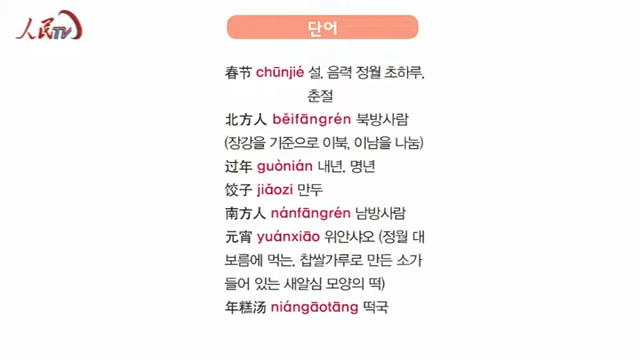 人民TV
단어
春节 chūnjié 설, 음력 정월 초하루,
춘절
北方人 běifāngrén 북방사람
(장강을 기준으로 이북, 이남을 나눔)
过年 guònián 내년, 명년
饺子 jiǎozi 만두
南方人 nánfāngrén 남방사람
元宵 yuánxiāo 위안샤오 (정월 대
보름에 먹는, 찹쌀가루로 만든 소가
들어 있는 새알심 모양의 떡)
年糕汤 niángāotāng 떡국